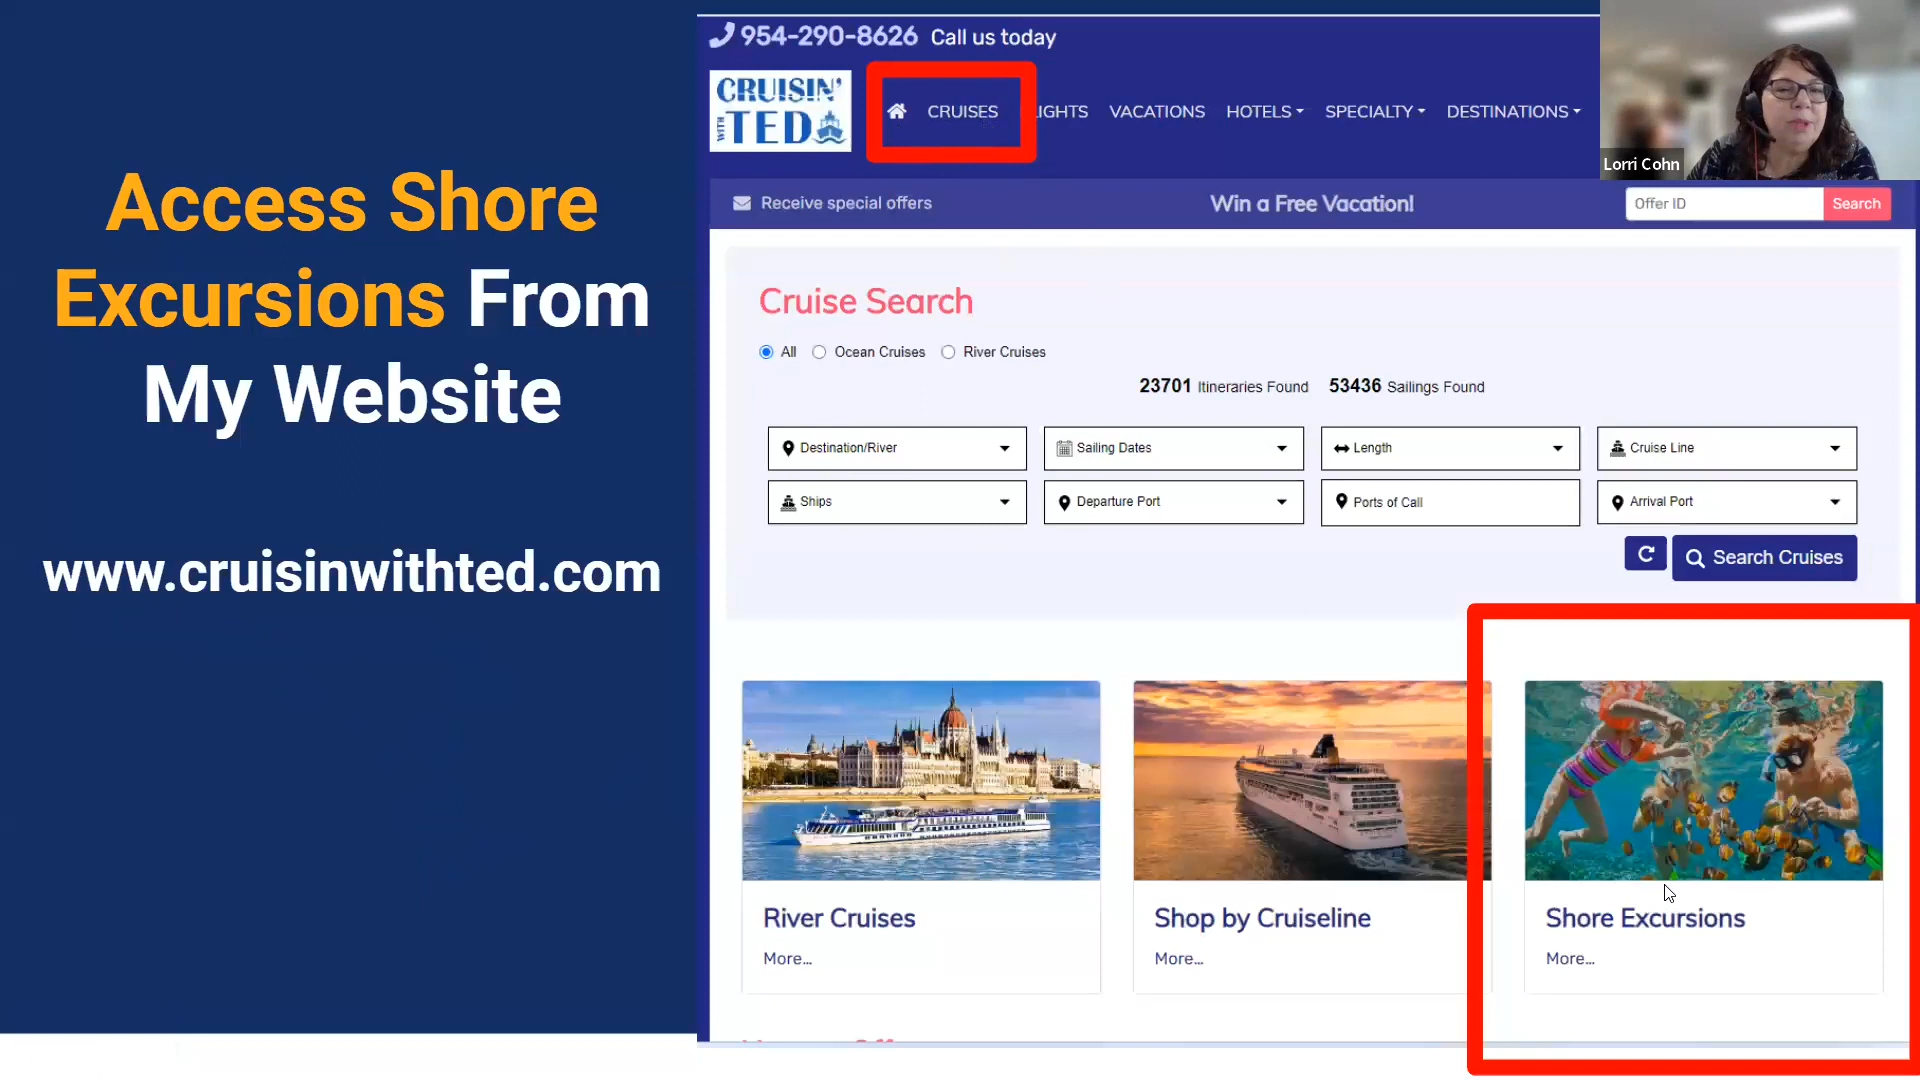 Access Shore
Excursions From
My Website
www.cruisinwithted.com
954-290-8626 Call us today
CRUISIN'
WITH
TED
CRUISES
IGHTS
VACATIONS
HOTELS
SPECIALTY
DESTINATIONS
Lorri Cohn
Receive special offers
Win a Free Vacation!
Offer ID
Search
Cruise Search
All
Ocean Cruises
River Cruises
23701 Itineraries Found 53436 Sailings Found
Destination/River
Sailing Dates
Length
Cruise Line
Ships
Departure Port
Ports of Call
Arrival Port
Search Cruises
River Cruises
More...
Shop by Cruiseline
More...
Shore Excursions
More...